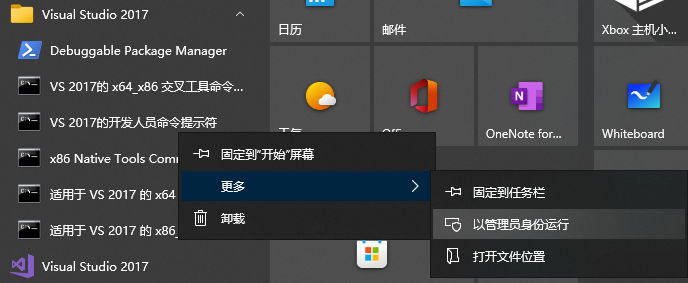 Visual Studio 2017
Debuggable Package Manager
VS 2017的 x64_x86 交叉工具命令...
VS 2017的开发人员命令提示符
x86 Native Tools Com
适用于 VS 2017 的 x64
适用于 VS 2017 的 x86_
Visual Studio 2017
日历
邮件
Xbox 主机小...
天气
Off
OneNote for...
Whiteboard
固定到"开始"屏幕
更多
卸载
固定到任务栏
以管理员身份运行
打开文件位置